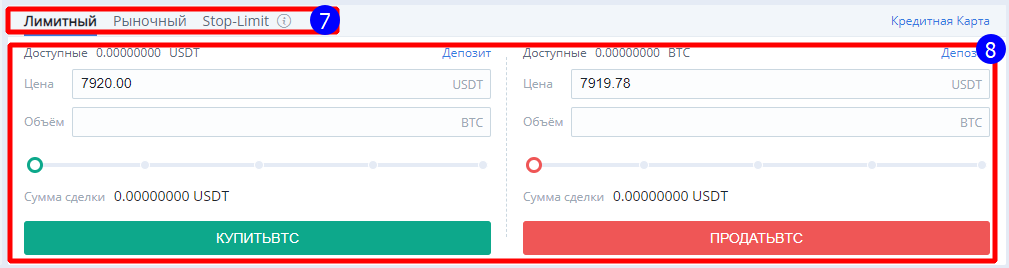 Лимитный Рыночный Stop-Limit i 7 Кредитная Карта
8
Доступные 0.00000000 USDT Депозит
Цена 7920.00 USDT
Объём BTC
Сумма сделки 0.00000000 USDT
КУПИТЬBTC
Доступные 0.00000000 BTC Депозит
Цена 7919.78 USDT
Объём BTC
Сумма сделки 0.00000000 USDT
ПРОДАТЬBTC